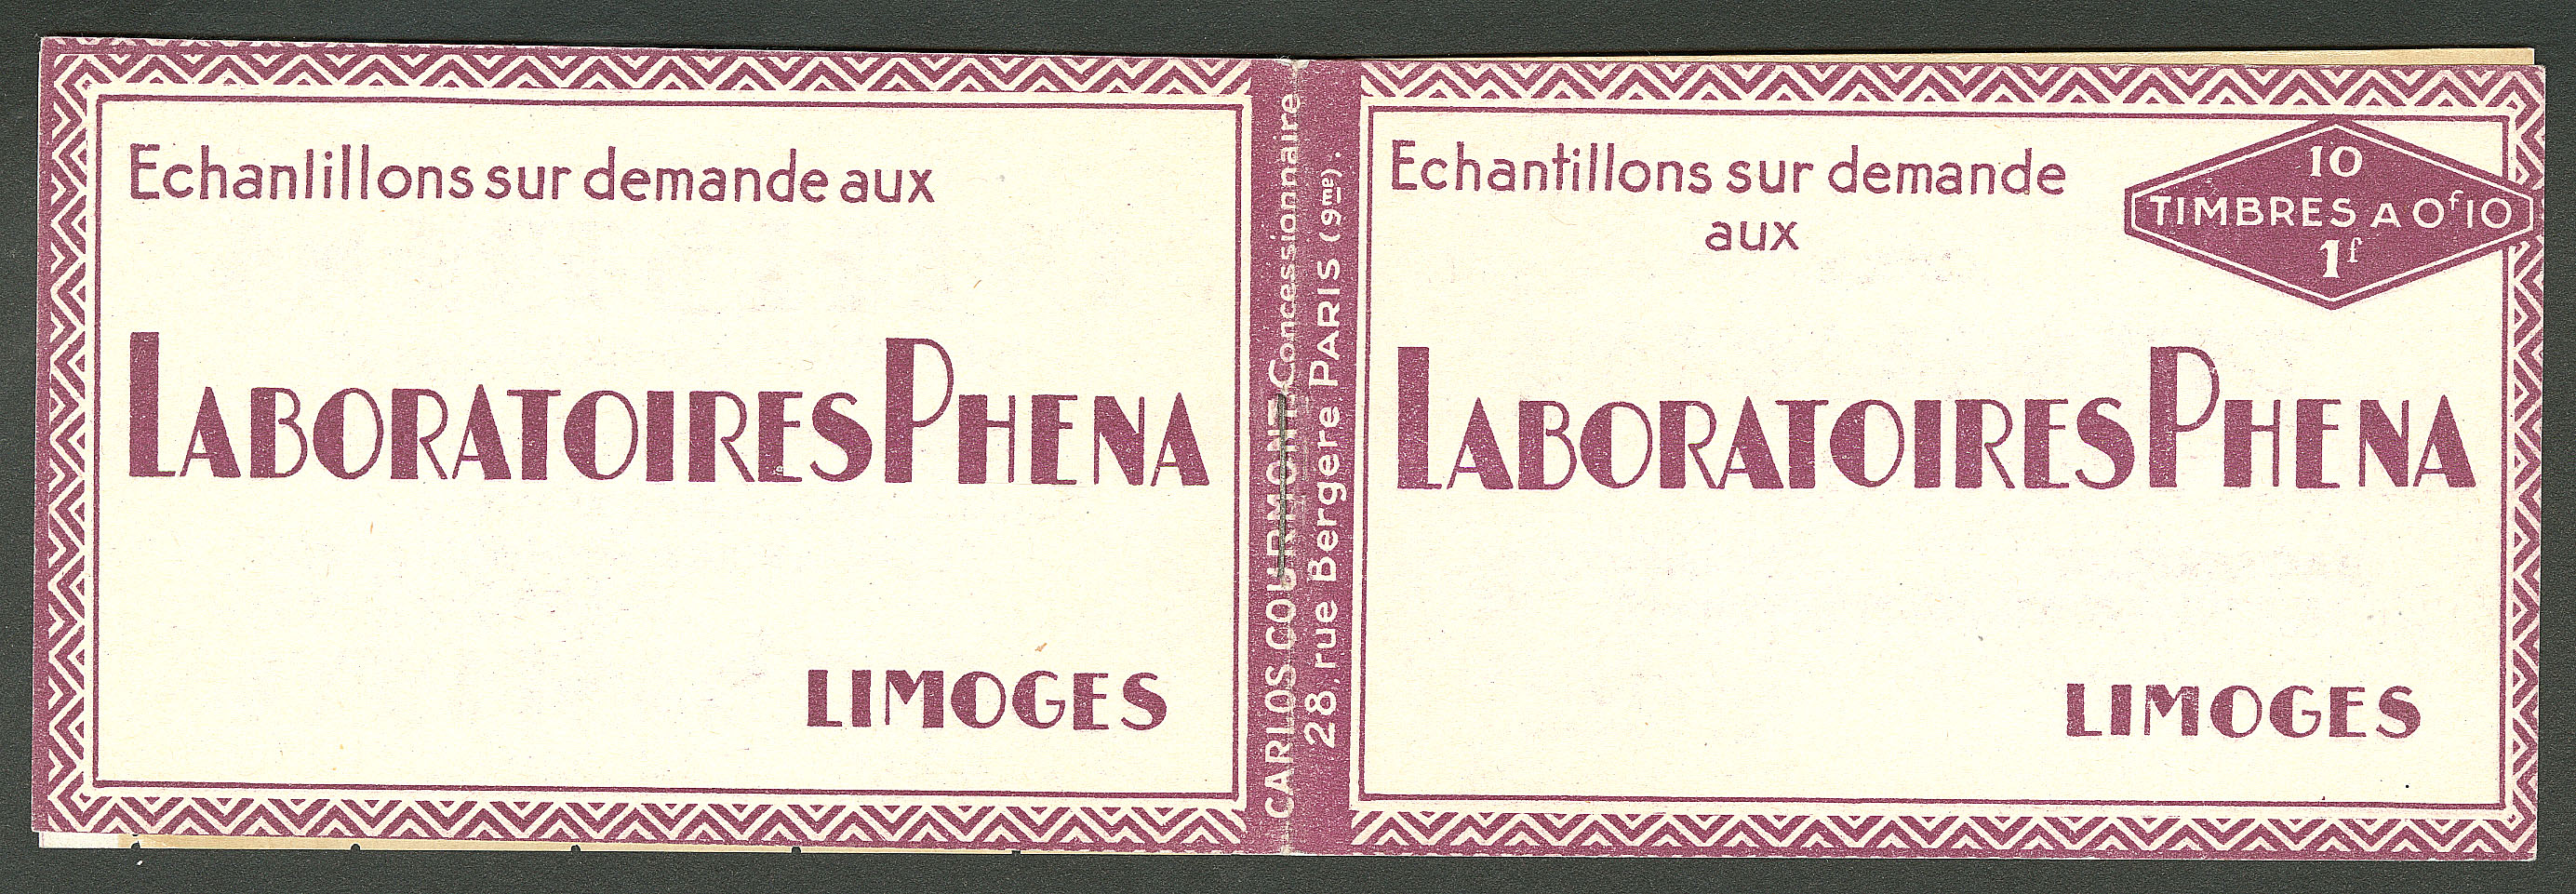 Echanlillons sur demande aux
LABORATOIRES PHENA
LIMOGES
CARLOS COURMONT Concessionnaire
28, rue Bergère, PARIS (9me).
Echantillons sur demande
aux
10
TIMBRES A 0f10
1f
LABORATOIRES PHENA
LIMOGES